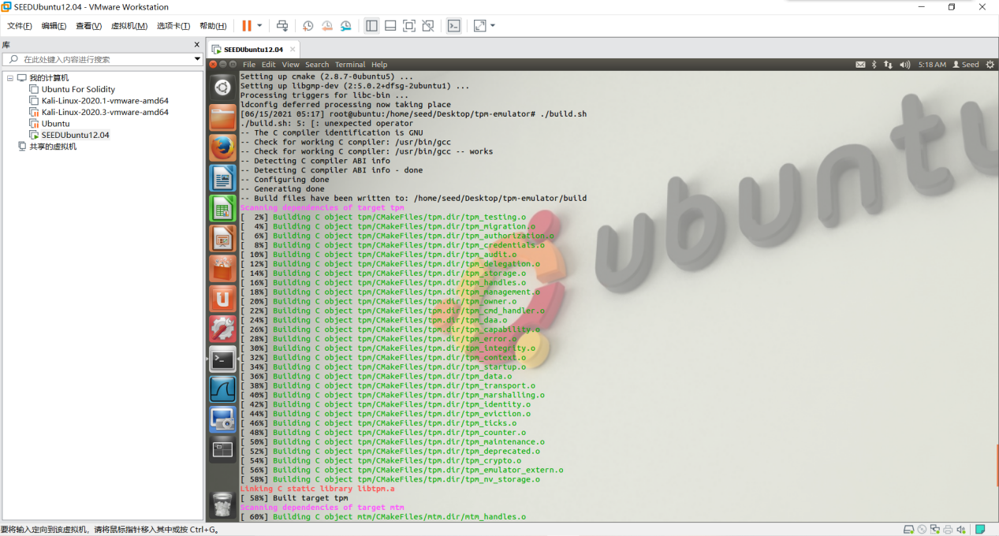 SEEDUbuntu12.04 - VMware Workstation
文件(F) 编辑(E) 查看(V) 虚拟机(M) 选项卡(T) 帮助(H)
库
在此处键入内容进行搜索
我的计算机
Ubuntu For Solidity
Kali-Linux-2020.1-vmware-amd64
Kali-Linux-2020.3-vmware-amd64
Ubuntu
SEEDUbuntu12.04
共享的虚拟机
SEEDUbuntu12.04
File Edit View Search Terminal Help
5:18 AM Seed
Setting up cmake (2.8.7-0ubuntu5) ...
Setting up libgmp-dev (2:5.0.2+dfsg-2ubuntu1) ...
Processing triggers for libc-bin ...
ldconfig deferred processing now taking place
[06/15/2021 05:17] root@ubuntu:/home/seed/Desktop/tpm-emulator# ./build.sh
./build.sh: 5: [: unexpected operator
-- The C compiler identification is GNU
-- Check for working C compiler: /usr/bin/gcc
-- Check for working C compiler: /usr/bin/gcc -- works
-- Detecting C compiler ABI info
-- Detecting C compiler ABI info - done
-- Configuring done
-- Generating done
-- Build files have been written to: /home/seed/Desktop/tpm-emulator/build
Scanning dependencies of target tpm
[  2%] Building C object tpm/CMakeFiles/tpm.dir/tpm_testing.o
[  4%] Building C object tpm/CMakeFiles/tpm.dir/tpm_migration.o
[  6%] Building C object tpm/CMakeFiles/tpm.dir/tpm_authorization.o
[  8%] Building C object tpm/CMakeFiles/tpm.dir/tpm_credentials.o
[ 10%] Building C object tpm/CMakeFiles/tpm.dir/tpm_audit.o
[ 12%] Building C object tpm/CMakeFiles/tpm.dir/tpm_delegation.o
[ 14%] Building C object tpm/CMakeFiles/tpm.dir/tpm_storage.o
[ 16%] Building C object tpm/CMakeFiles/tpm.dir/tpm_handles.o
[ 18%] Building C object tpm/CMakeFiles/tpm.dir/tpm_management.o
[ 20%] Building C object tpm/CMakeFiles/tpm.dir/tpm_owner.o
[ 22%] Building C object tpm/CMakeFiles/tpm.dir/tpm_cmd_handler.o
[ 24%] Building C object tpm/CMakeFiles/tpm.dir/tpm_daa.o
[ 26%] Building C object tpm/CMakeFiles/tpm.dir/tpm_capability.o
[ 28%] Building C object tpm/CMakeFiles/tpm.dir/tpm_error.o
[ 30%] Building C object tpm/CMakeFiles/tpm.dir/tpm_integrity.o
[ 32%] Building C object tpm/CMakeFiles/tpm.dir/tpm_context.o
[ 34%] Building C object tpm/CMakeFiles/tpm.dir/tpm_startup.o
[ 36%] Building C object tpm/CMakeFiles/tpm.dir/tpm_data.o
[ 38%] Building C object tpm/CMakeFiles/tpm.dir/tpm_transport.o
[ 40%] Building C object tpm/CMakeFiles/tpm.dir/tpm_marshalling.o
[ 42%] Building C object tpm/CMakeFiles/tpm.dir/tpm_identity.o
[ 44%] Building C object tpm/CMakeFiles/tpm.dir/tpm_eviction.o
[ 46%] Building C object tpm/CMakeFiles/tpm.dir/tpm_ticks.o
[ 48%] Building C object tpm/CMakeFiles/tpm.dir/tpm_counter.o
[ 50%] Building C object tpm/CMakeFiles/tpm.dir/tpm_maintenance.o
[ 52%] Building C object tpm/CMakeFiles/tpm.dir/tpm_deprecated.o
[ 54%] Building C object tpm/CMakeFiles/tpm.dir/tpm_crypto.o
[ 56%] Building C object tpm/CMakeFiles/tpm.dir/tpm_emulator_extern.o
[ 58%] Building C object tpm/CMakeFiles/tpm.dir/tpm_nv_storage.o
Linking C static library libtpm.a
[ 58%] Built target tpm
Scanning dependencies of target mtm
[ 60%] Building C object mtm/CMakeFiles/mtm.dir/mtm_handles.o
ubuntu
要将输入定向到该虚拟机，请将鼠标指针移入其中或按 Ctrl+G。